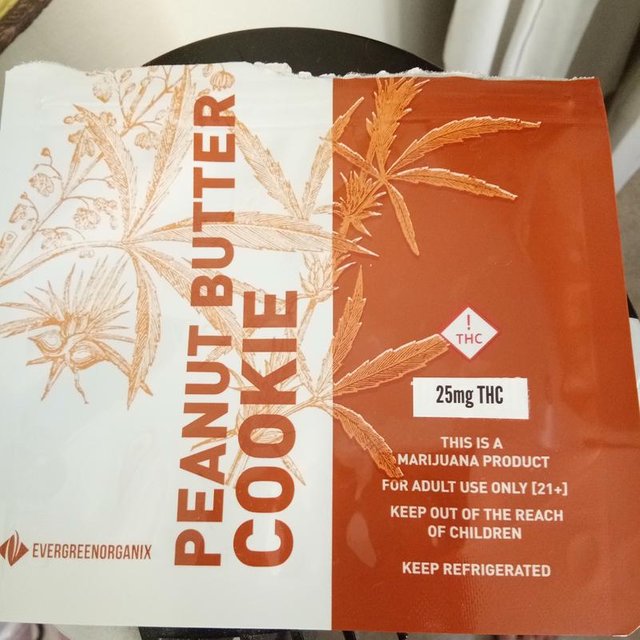 PEANUT BUTTER
COOKIE
EVERGREENORGANIX
!
THC
25mg THC
THIS IS A
MARIJUANA PRODUCT
FOR ADULT USE ONLY [21+]
KEEP OUT OF THE REACH
OF CHILDREN
KEEP REFRIGERATED